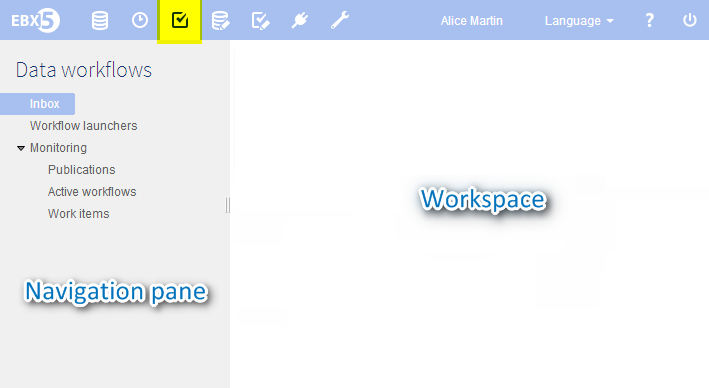 EBX5
Alice Martin
Language
?
Data workflows
Inbox
Workflow launchers
Monitoring
Publications
Active workflows
Work items
Workspace
Navigation pane